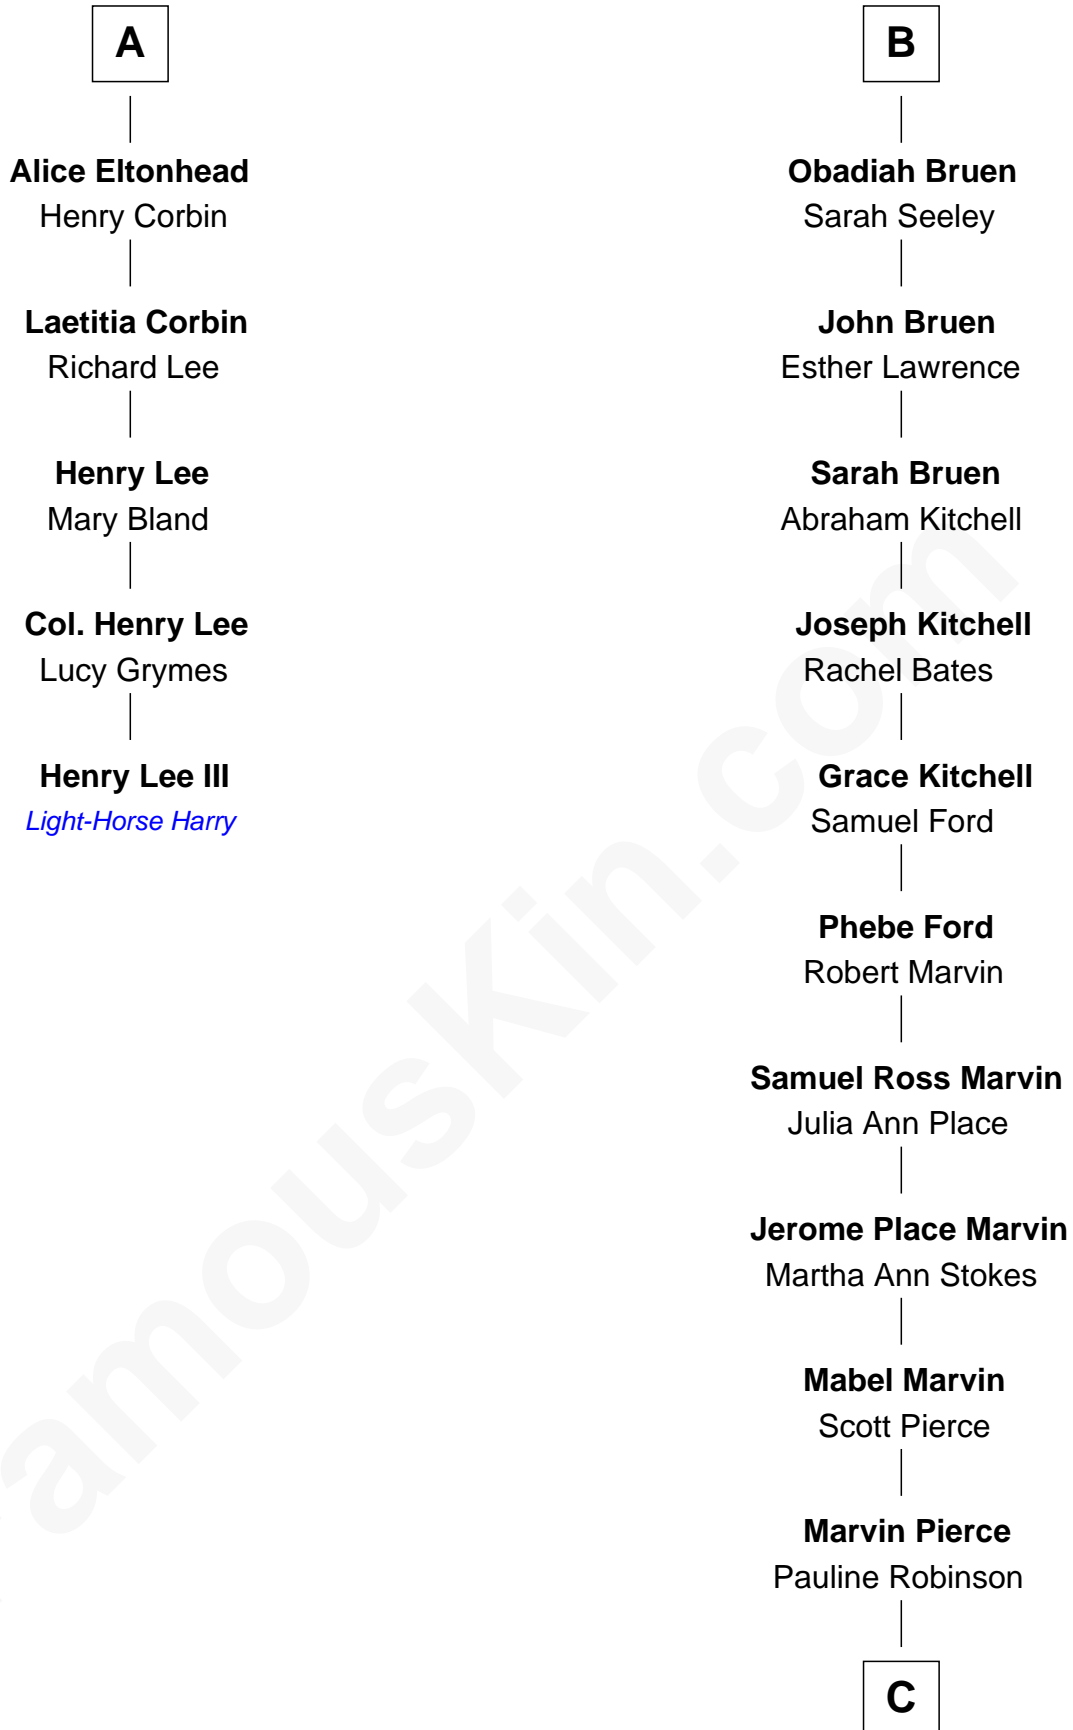 A
Alice Eltonhead
Henry Corbin
Laetitia Corbin
Richard Lee
Henry Lee
Mary Bland
Col. Henry Lee
Lucy Grymes
Henry Lee III
Light-Horse Harry
B
Obadiah Bruen
Sarah Seeley
John Bruen
Esther Lawrence
Sarah Bruen
Abraham Kitchell
Joseph Kitchell
Rachel Bates
Grace Kitchell
Samuel Ford
Phebe Ford
Robert Marvin
Samuel Ross Marvin
Julia Ann Place
Jerome Place Marvin
Martha Ann Stokes
Mabel Marvin
Scott Pierce
Marvin Pierce
Pauline Robinson
C
amouskin.com